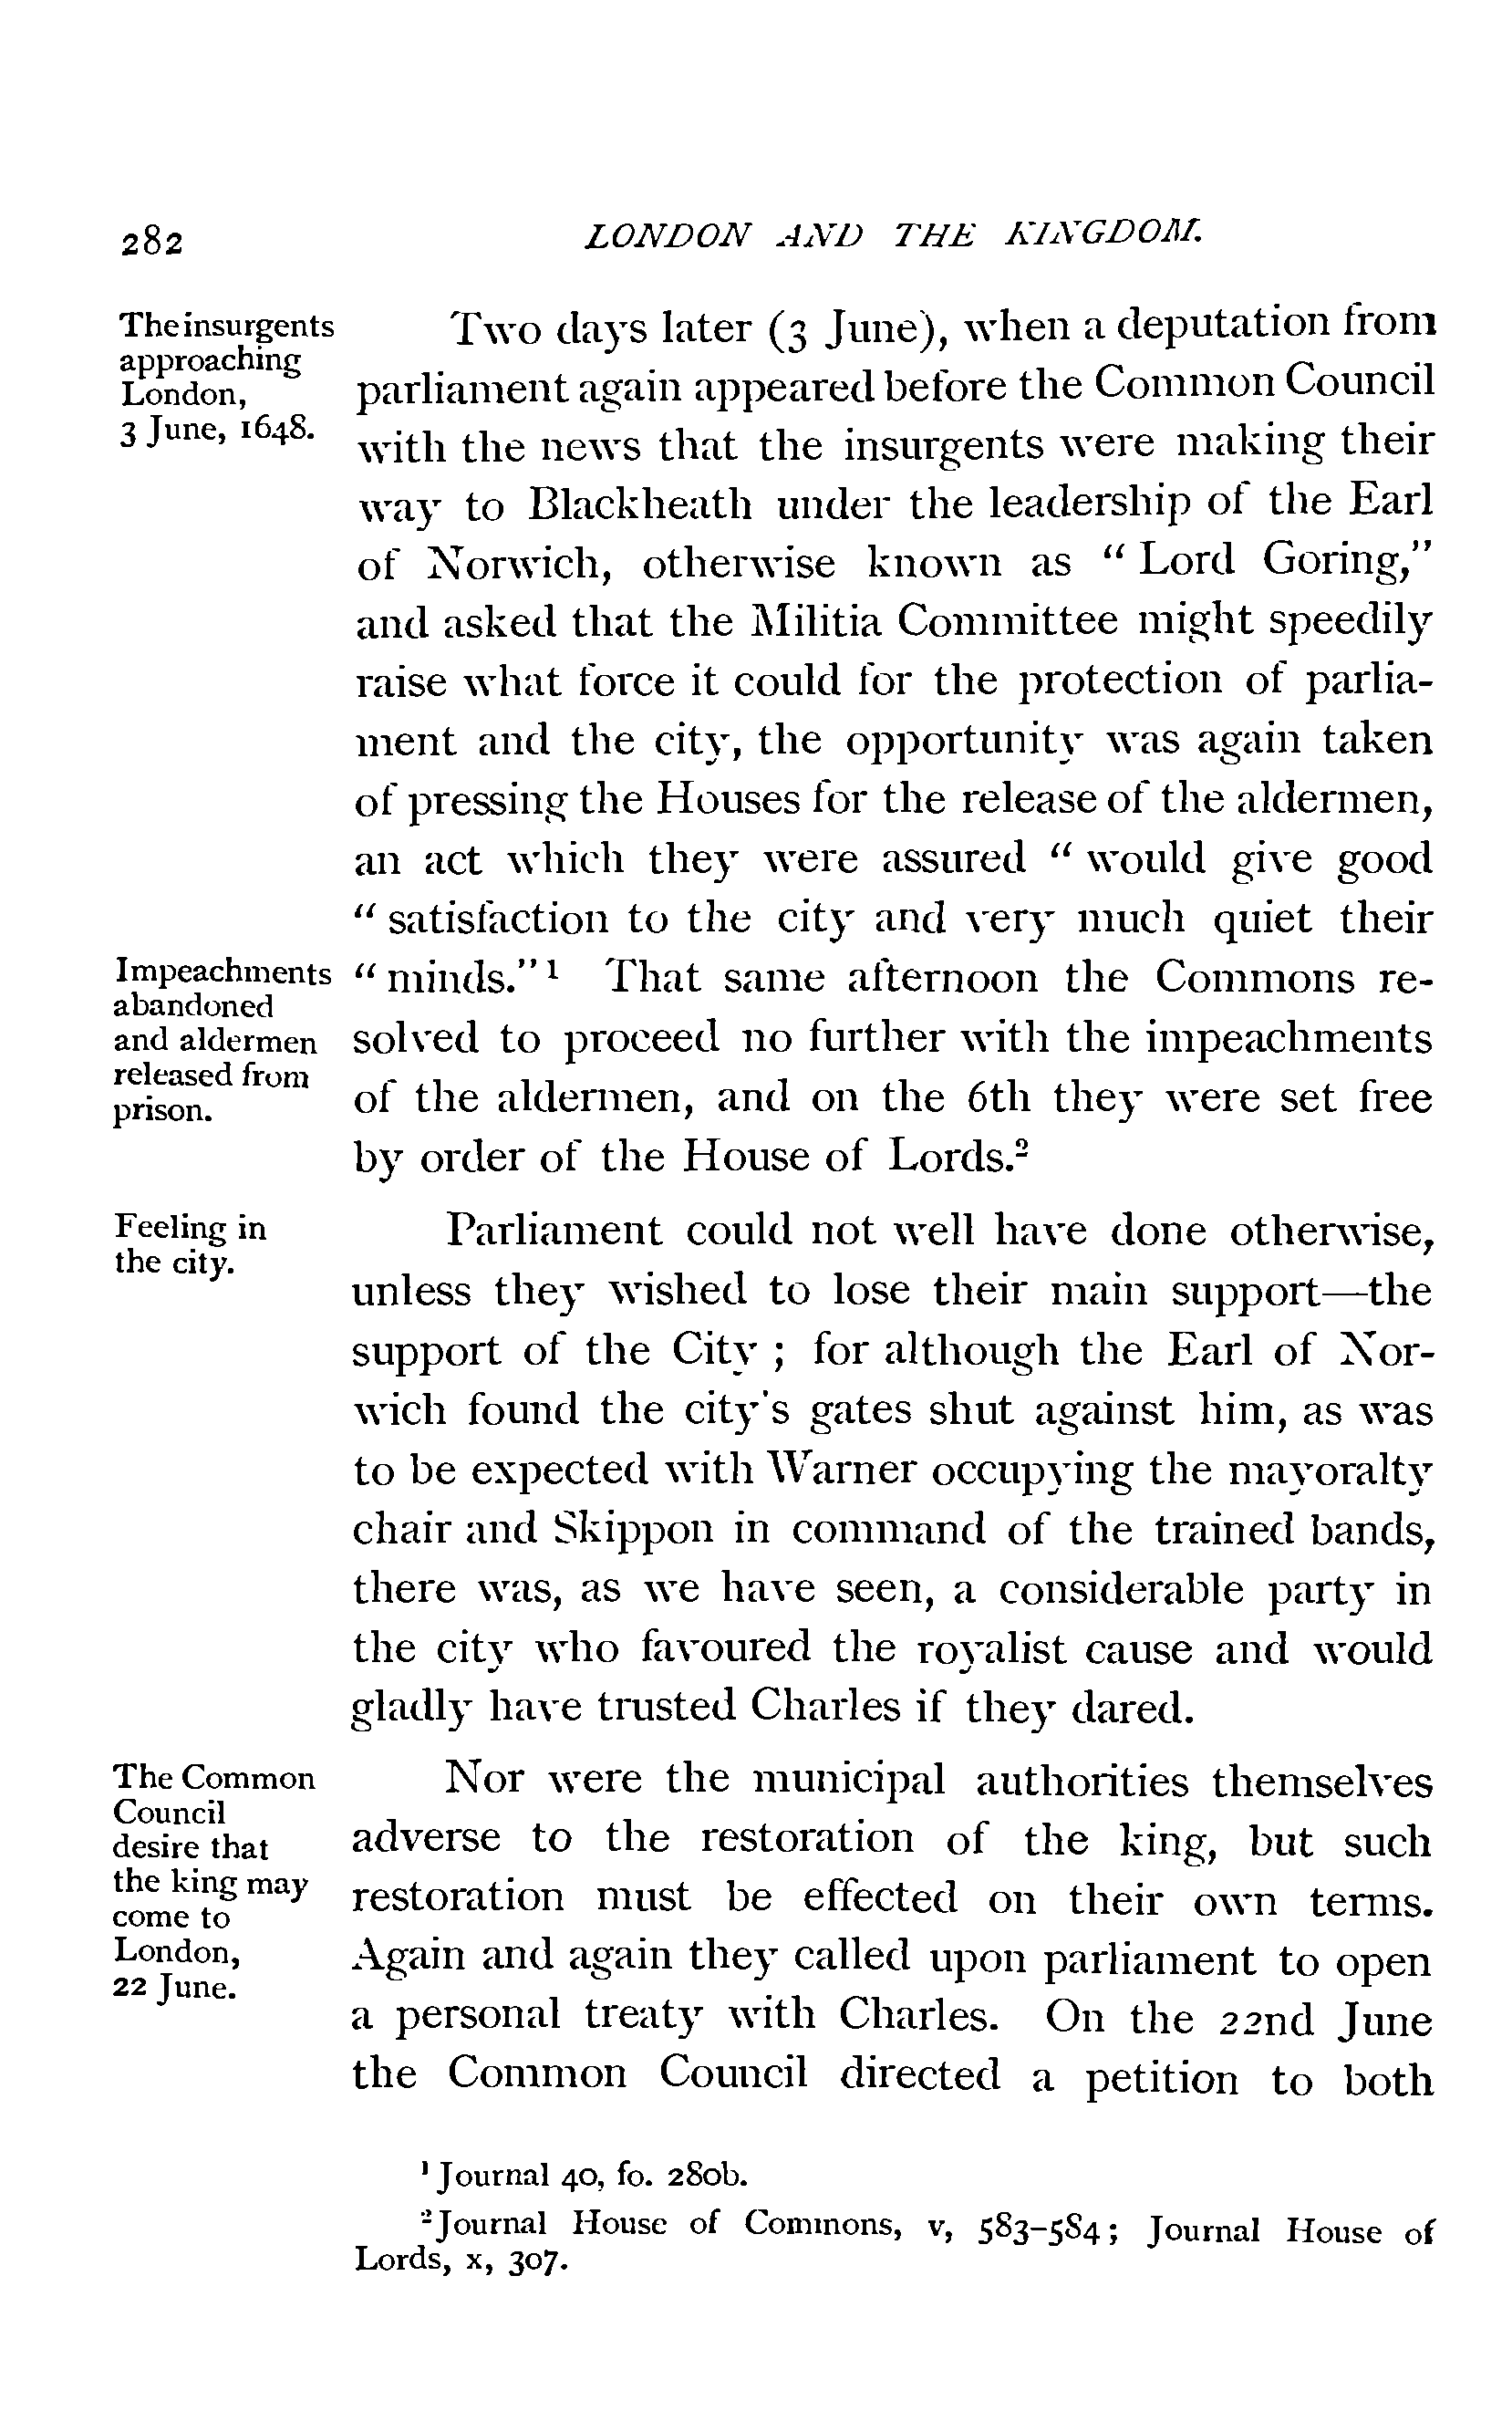 282 LONDON AND THE KINGDOM.
The insurgents
approaching
London,
3 June, 1648.
Two days later (3 June), when a deputation from
parliament again appeared before the Common Council
with the news that the insurgents were making their
way to Blackheath under the leadership of the Earl
of Norwich, otherwise known as “ Lord Goring,”
and asked that the Militia Committee might speedily
raise what force it could for the protection of parlia-
ment and the city, the opportunity was again taken
of pressing the Houses for the release of the aldermen,
an act which they were assured “ would give good
“ satisfaction to the city and very much quiet their
Impeachments
abandoned
and aldermen
released from
prison.
“ minds.”¹ That same afternoon the Commons re-
solved to proceed no further with the impeachments
of the aldermen, and on the 6th they were set free
by order of the House of Lords.²
Feeling in
the city.
Parliament could not well have done otherwise,
unless they wished to lose their main support—the
support of the City ; for although the Earl of Nor-
wich found the city's gates shut against him, as was
to be expected with Warner occupying the mayoralty
chair and Skippon in command of the trained bands,
there was, as we have seen, a considerable party in
the city who favoured the royalist cause and would
gladly have trusted Charles if they dared.
The Common
Council
desire that
the king may
come to
London,
22 June.
Nor were the municipal authorities themselves
adverse to the restoration of the king, but such
restoration must be effected on their own terms.
Again and again they called upon parliament to open
a personal treaty with Charles. On the 22nd June
the Common Council directed a petition to both
¹ Journal 40, fo. 280b.
² Journal House of Commons, v, 583-584; Journal House of
Lords, x, 307.